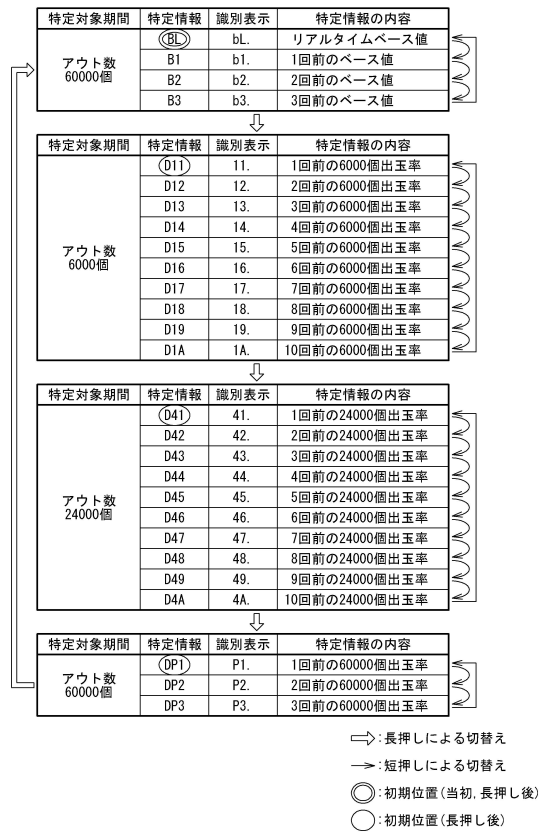 特定対象期間 特定情報 識別表示 特定情報の内容
アウト数
60000個
BL bL. リアルタイムベース値
B1 b1. 1回前のベース値
B2 b2. 2回前のベース値
B3 b3. 3回前のベース値
特定対象期間 特定情報 識別表示 特定情報の内容
アウト数
6000個
D11 11. 1回前の6000個出玉率
D12 12. 2回前の6000個出玉率
D13 13. 3回前の6000個出玉率
D14 14. 4回前の6000個出玉率
D15 15. 5回前の6000個出玉率
D16 16. 6回前の6000個出玉率
D17 17. 7回前の6000個出玉率
D18 18. 8回前の6000個出玉率
D19 19. 9回前の6000個出玉率
D1A 1A. 10回前の6000個出玉率
特定対象期間 特定情報 識別表示 特定情報の内容
アウト数
24000個
D41 41. 1回前の24000個出玉率
D42 42. 2回前の24000個出玉率
D43 43. 3回前の24000個出玉率
D44 44. 4回前の24000個出玉率
D45 45. 5回前の24000個出玉率
D46 46. 6回前の24000個出玉率
D47 47. 7回前の24000個出玉率
D48 48. 8回前の24000個出玉率
D49 49. 9回前の24000個出玉率
D4A 4A. 10回前の24000個出玉率
特定対象期間 特定情報 識別表示 特定情報の内容
アウト数
60000個
DP1 P1. 1回前の60000個出玉率
DP2 P2. 2回前の60000個出玉率
DP3 P3. 3回前の60000個出玉率
:長押しによる切替え
:短押しによる切替え
:初期位置(当初,長押し後)
:初期位置(長押し後)